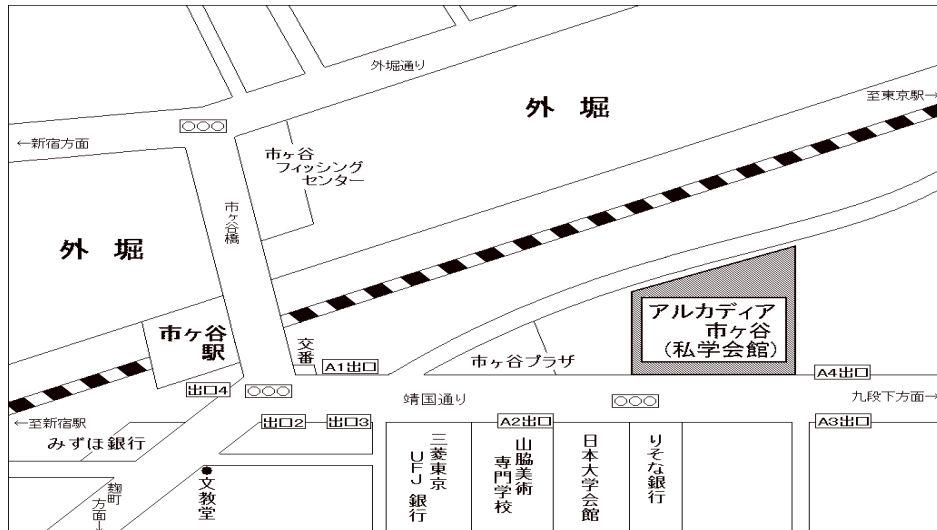 外堀通り
外 堀
至東京駅→
○○○
←新宿方面
市ヶ谷
フィッシング
センター
市ヶ谷橋
外 堀
アルカディア
市ヶ谷
(私学会館)
市ヶ谷
駅
交番
A1出口
市ヶ谷プラザ
A4出口
出口4
○○○
靖国通り
○○○
九段下方面→
←至新宿駅
出口2
出口3
A2出口
A3出口
みずほ銀行
三菱東京
UFJ 銀行
山脇美術
専門学校
日本大学会館
りそな銀行
文教堂
麹町
方面→